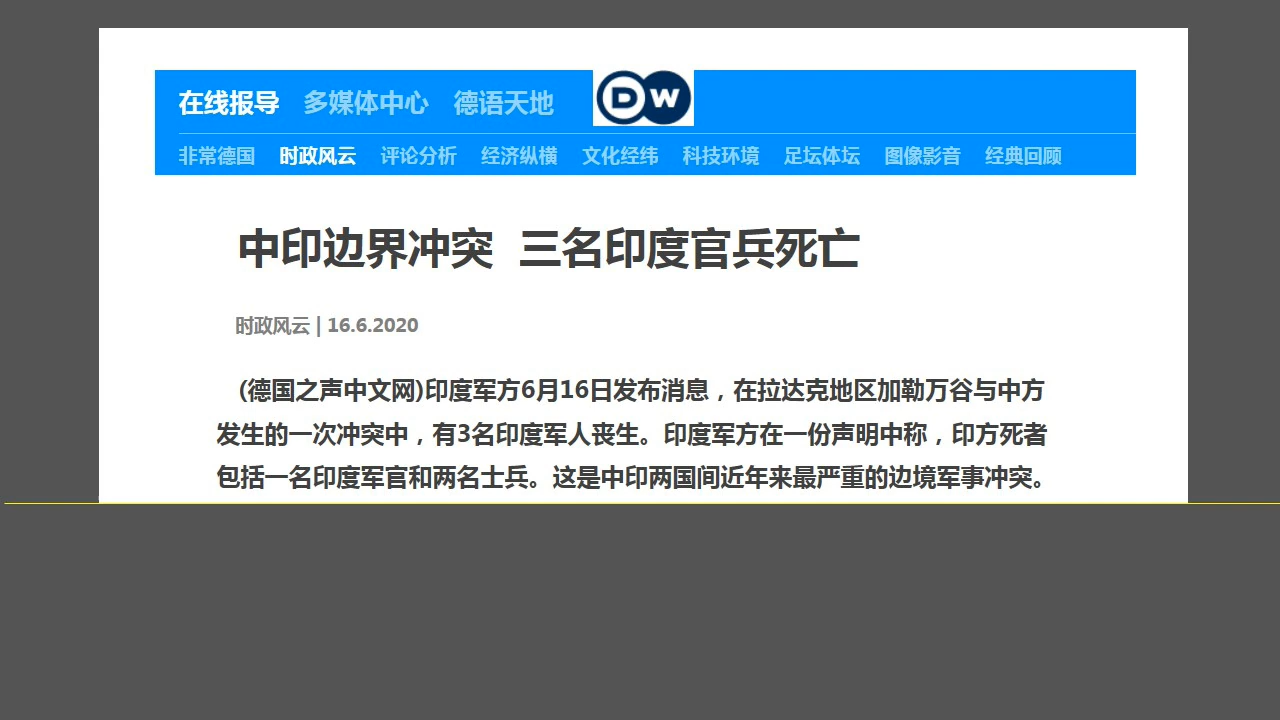 在线报导 多媒体中心 德语天地 DW
非常德国 时政风云 评论分析 经济纵横 文化经纬 科技环境 足坛体坛 图像影音 经典回顾
中印边界冲突 三名印度官兵死亡
时政风云 | 16.6.2020
(德国之声中文网)印度军方6月16日发布消息，在拉达克地区加勒万谷与中方
发生的一次冲突中，有3名印度军人丧生。印度军方在一份声明中称，印方死者
包括一名印度军官和两名士兵。这是中印两国间近年来最严重的边境军事冲突。